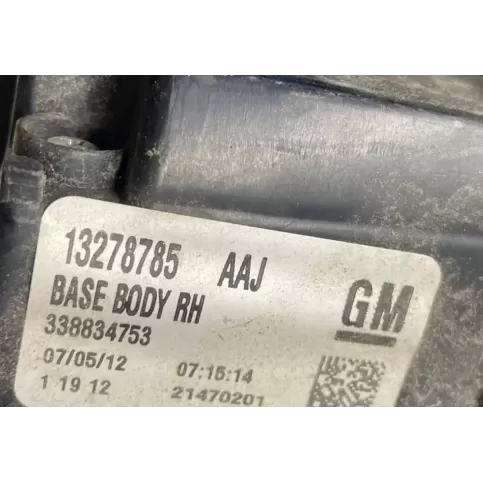 13278785 AAJ
BASE BODY RH
GM
338834753
07/05/12 07:15:14
1 19 12 21470201